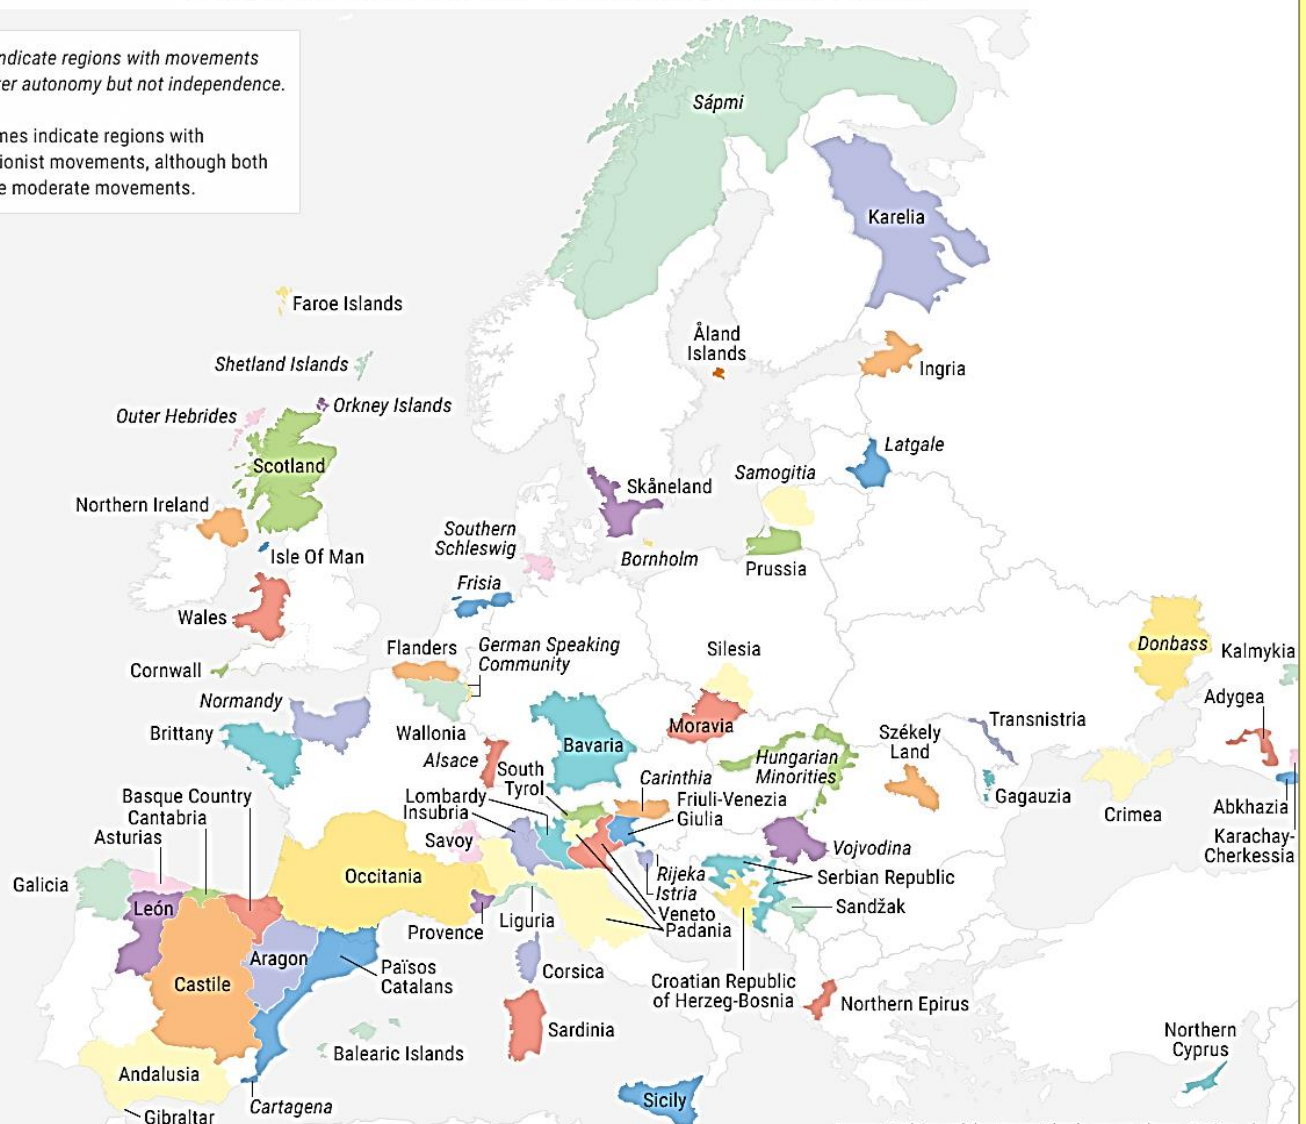 ndicate regions with movements
er autonomy but not independence.
mes indicate regions with
ionist movements, although both
e moderate movements.
Sápmi
Karelia
Faroe Islands
Åland
Islands
Shetland Islands
Ingria
Orkney Islands
Outer Hebrides
Latgale
Scotland
Samogitia
Skåneland
Northern Ireland
Southern
Schleswig
Isle Of Man
Bornholm
Prussia
Frisia
Wales
Donbass
Flanders
German Speaking
Community
Silesia
Kalmykia
Cornwall
Adygea
Normandy
Transnistria
Moravia
Brittany
Wallonia
Bavaria
Székely
Land
Alsace
Hungarian
Minorities
South
Tyrol
Carinthia
Basque Country
Lombardy
Friuli-Venezia
Giulia
Gagauzia
Crimea
Abkhazia
Insubria
Cantabria
Asturias
Savoy
Karachay-
Cherkessia
Vojvodina
Occitania
Rijeka
Istria
Serbian Republic
Galicia
León
Sandžak
Liguria
Veneto
Padania
Provence
Aragon
Països
Catalans
Corsica
Castile
Croatian Republic
of Herzeg-Bosnia
Northern Epirus
Sardinia
Northern
Cyprus
Balearic Islands
Andalusia
Sicily
Cartagena
Gibraltar